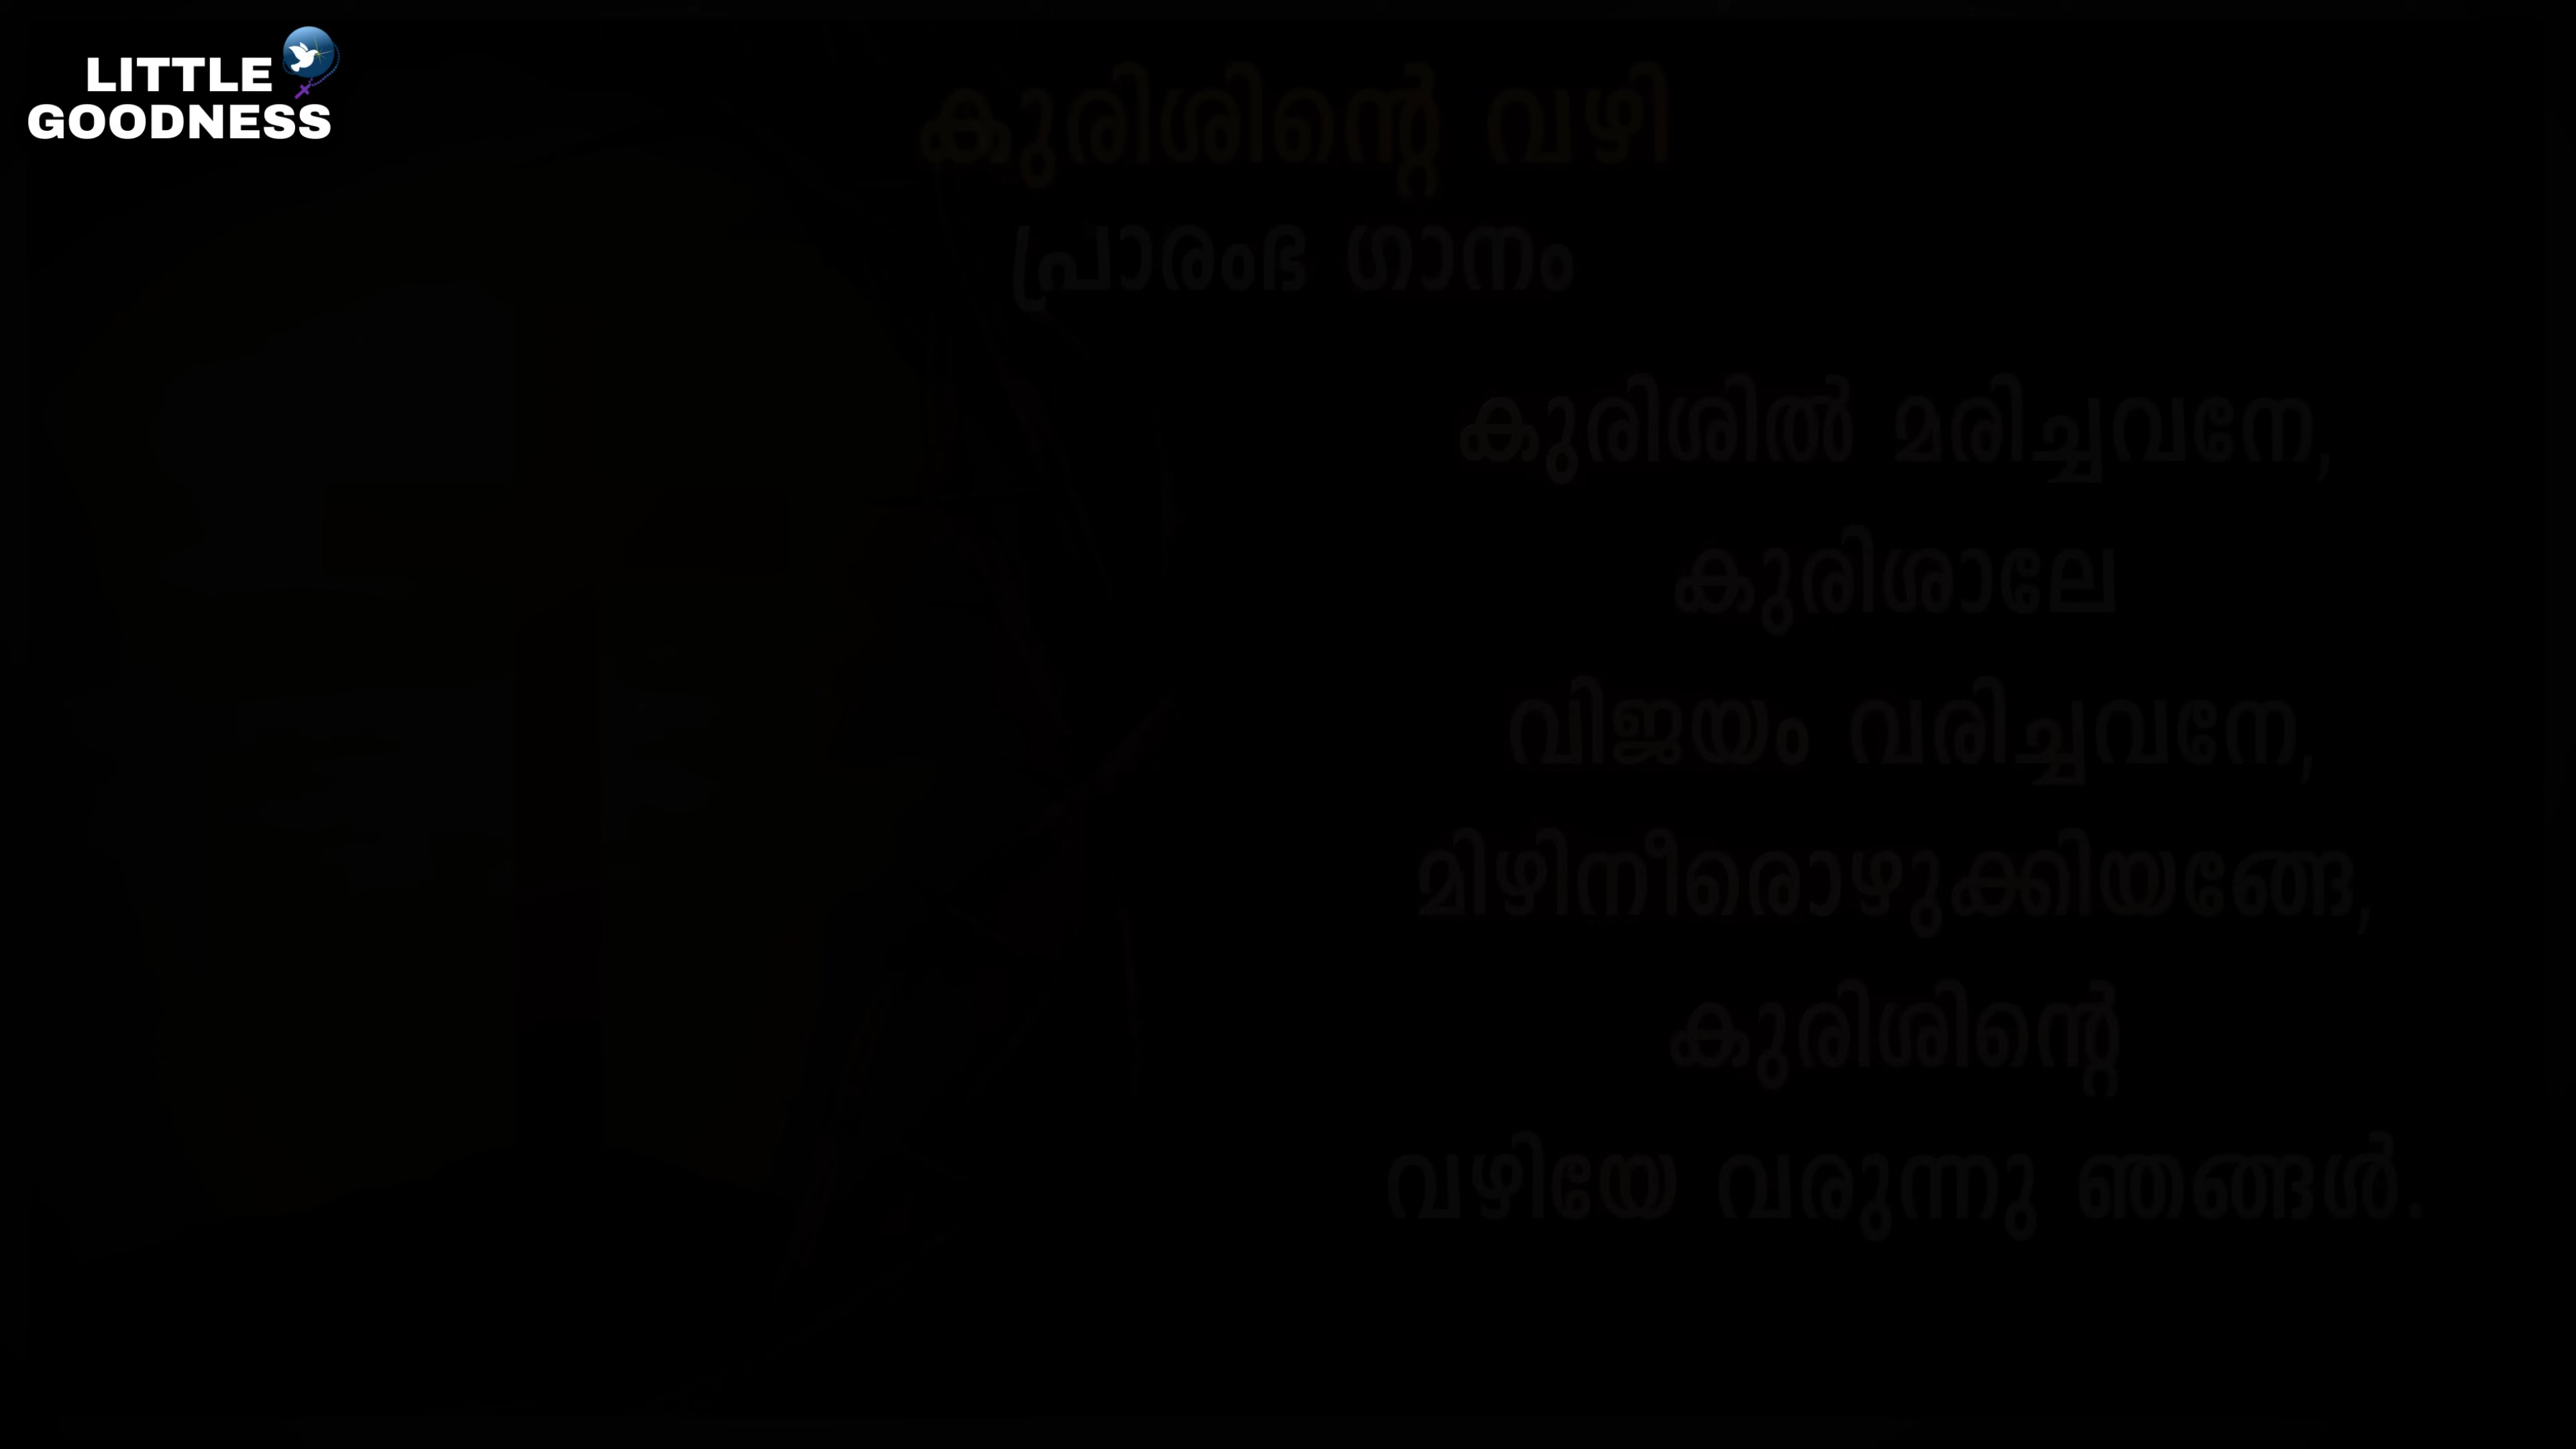 LITTLE
GOODNESS
കുരിശിന്റെ വഴി
പ്രാരംഭ ഗാനം
കുരിശിൽ മരിച്ചവനേ,
കുരിശാലേ
വിജയം വരിച്ചവനേ,
മിഴിനീരൊഴുക്കിയങ്ങേ,
കുരിശിന്റെ
വഴിയേ വരുന്നു ഞങ്ങൾ.